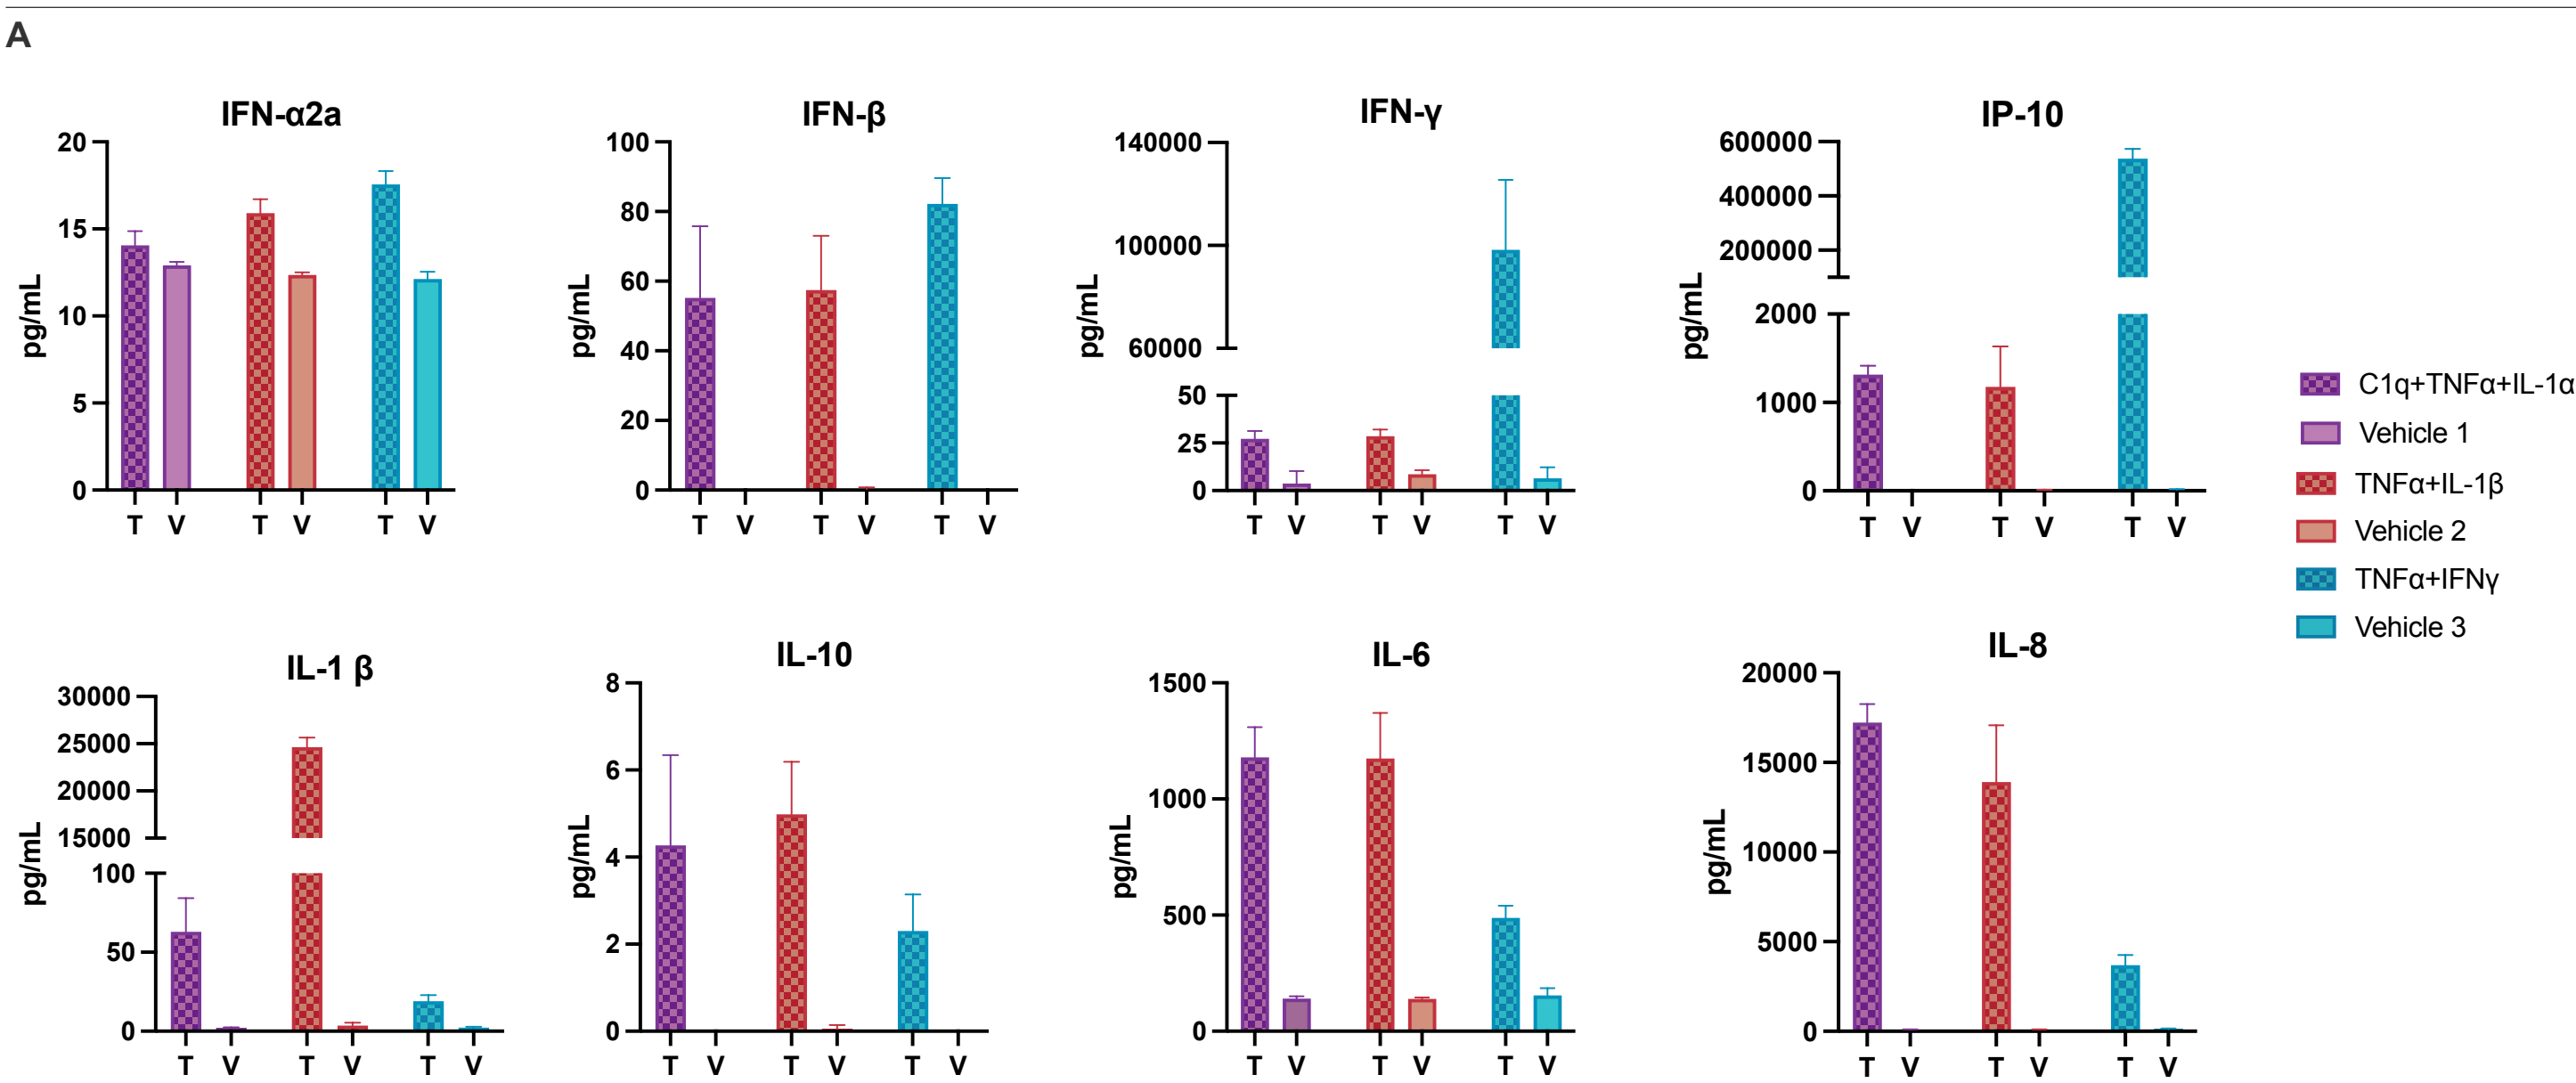 A
IFN-α2a
20
15
10
5
0
pg/mL
T V T V T V
IFN-β
100
80
60
40
20
0
pg/mL
T V T V T V
IFN-γ
140000
100000
60000
50
25
0
pg/mL
T V T V T V
IP-10
600000
400000
200000
2000
1000
0
pg/mL
T V T V T V
C1q+TNFα+IL-1α
Vehicle 1
TNFα+IL-1β
Vehicle 2
TNFα+IFNγ
Vehicle 3
IL-1 β
30000
25000
20000
15000
100
50
0
pg/mL
T V T V T V
IL-10
8
6
4
2
0
pg/mL
T V T V T V
IL-6
1500
1000
500
0
pg/mL
T V T V T V
IL-8
20000
15000
10000
5000
0
pg/mL
T V T V T V